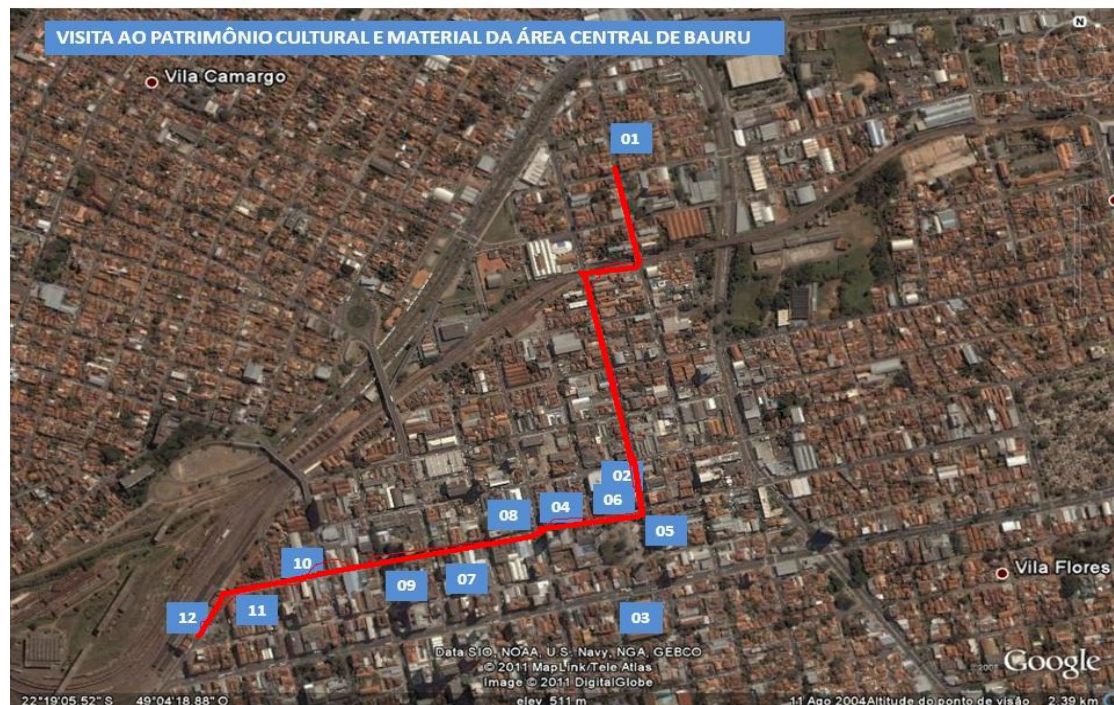 VISITA AO PATRIMÔNIO CULTURAL E MATERIAL DA ÁREA CENTRAL DE BAURU
N
Vila Camargo
01
02
06
04
08
05
10
09
07
Vila Flores
12
11
03
Data SIO, NOAA, U.S. Navy, NGA, GEBCO
© 2011 MapLink/Tele Atlas
Image © 2011 DigitalGlobe
Google
22°19'05.52" S 49°04'18.88" O elev 511 m 11 Ago 2004 Altitude do ponto de visão 2.39 km